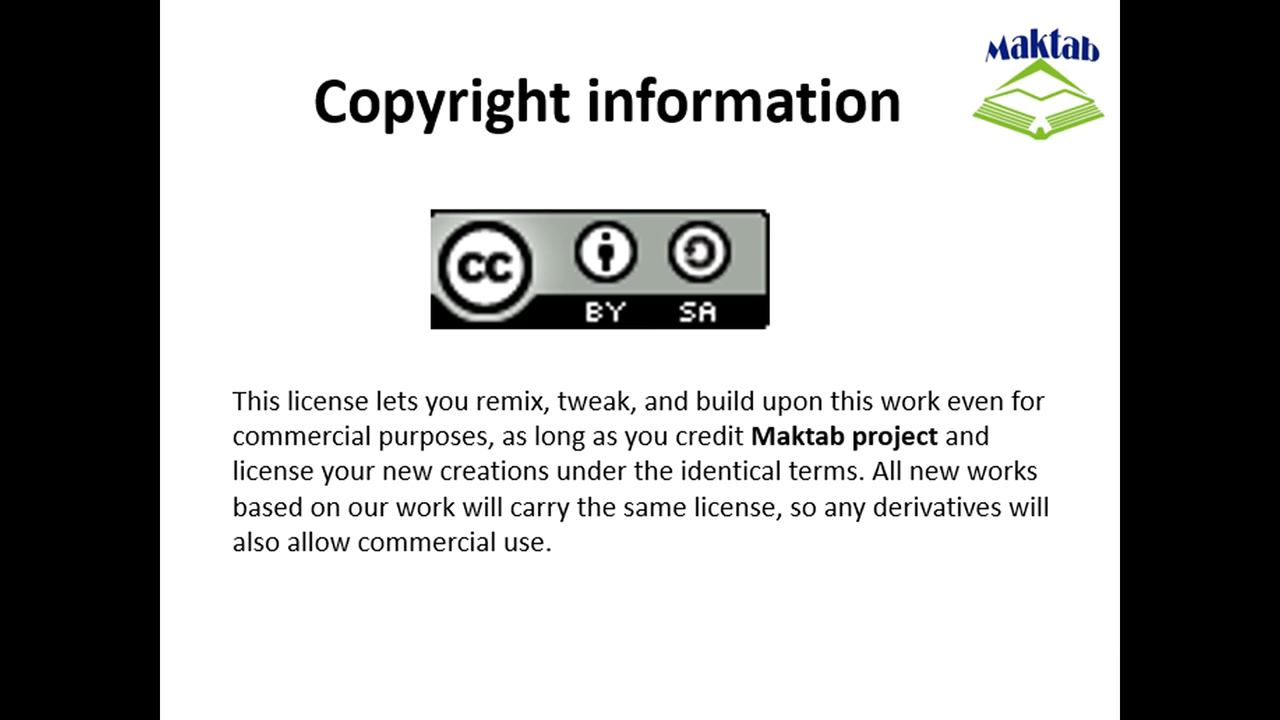 Maktab
Copyright information
cc
BY SA
This license lets you remix, tweak, and build upon this work even for
commercial purposes, as long as you credit Maktab project and
license your new creations under the identical terms. All new works
based on our work will carry the same license, so any derivatives will
also allow commercial use.